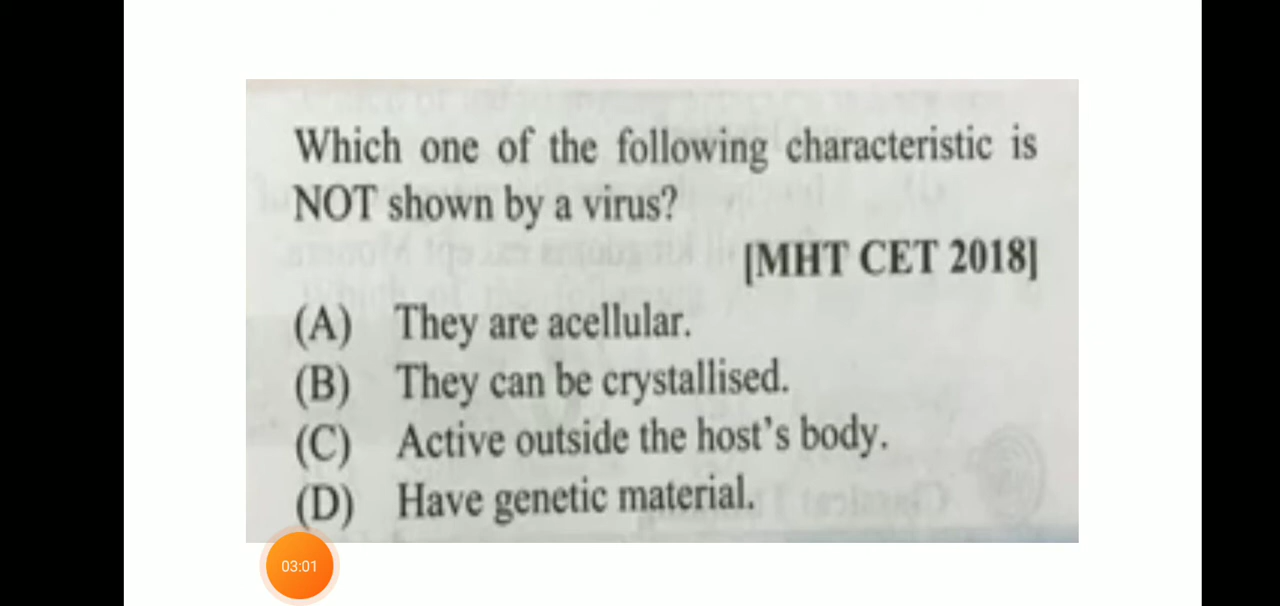 Which one of the following characteristic is
NOT shown by a virus?
[MHT CET 2018]
(A) They are acellular.
(B) They can be crystallised.
(C) Active outside the host's body.
(D) Have genetic material.
03:01